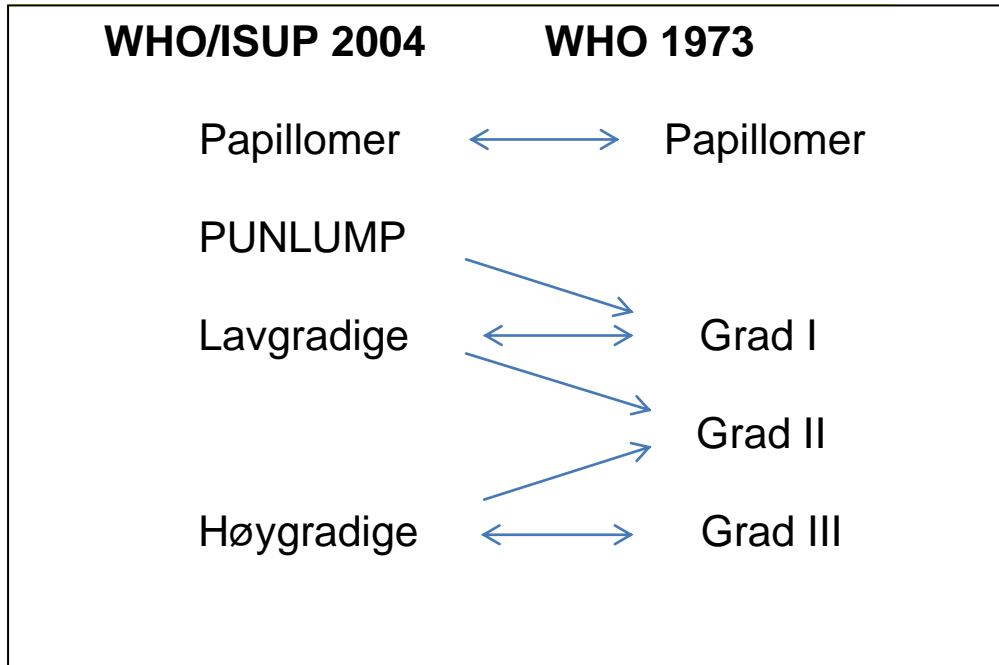 WHO/ISUP 2004 WHO 1973
Papillomer Papillomer
PUNLUMP
Lavgradige Grad I
Grad II
Høygradige Grad III